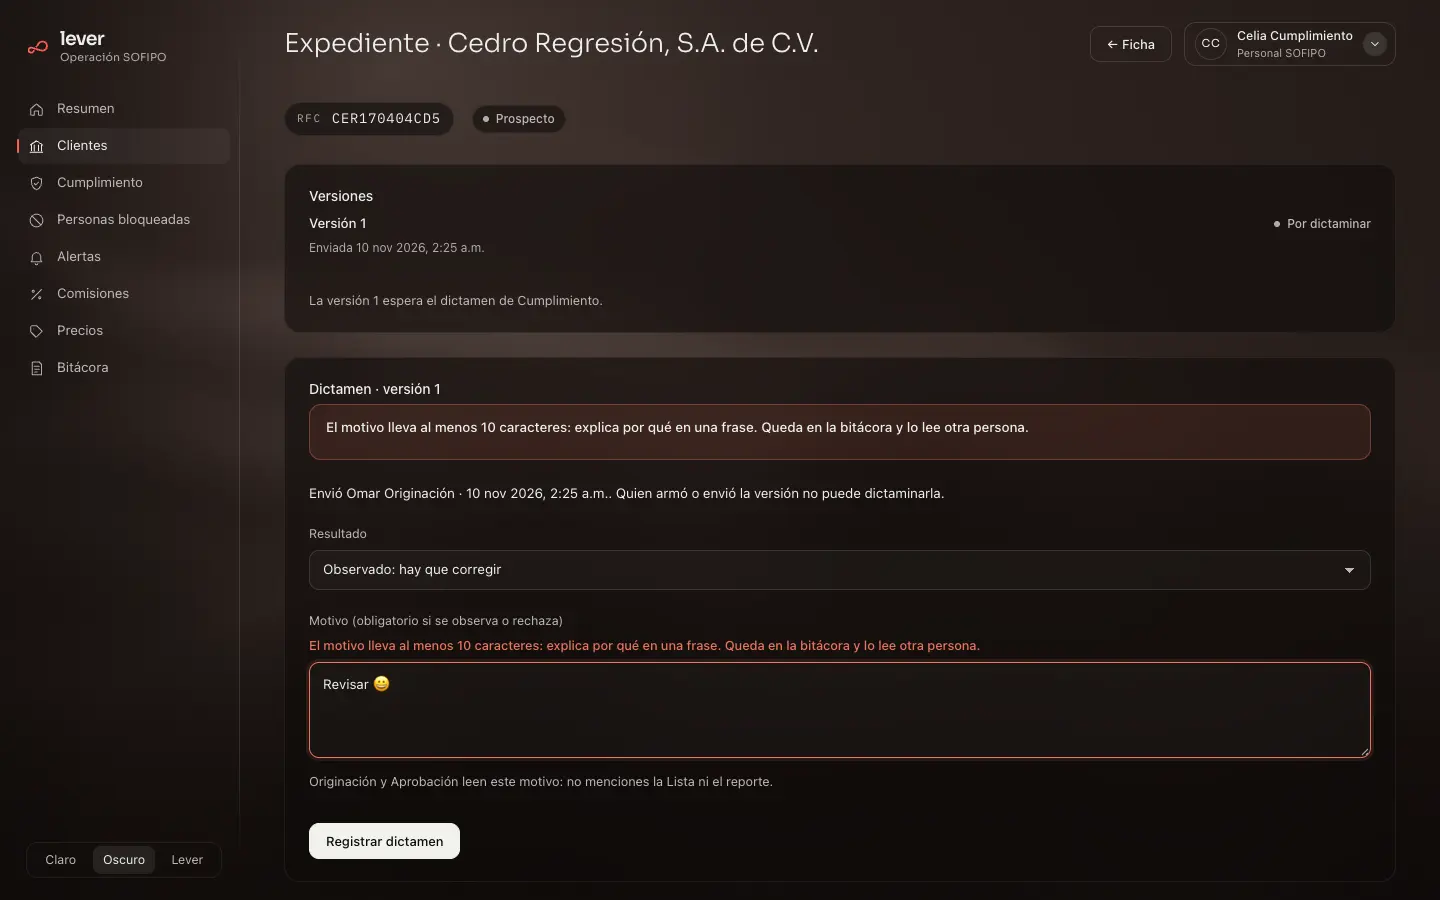 lever
Operación SOFIPO
Resumen
Clientes
Cumplimiento
Personas bloqueadas
Alertas
Comisiones
Precios
Bitácora
Claro Oscuro Lever
Expediente · Cedro Regresión, S.A. de C.V.
← Ficha
CC
Celia Cumplimiento
Personal SOFIPO
RFC CER170404CD5
Prospecto
Versiones
Versión 1
Por dictaminar
Enviada 10 nov 2026, 2:25 a.m.
La versión 1 espera el dictamen de Cumplimiento.
Dictamen · versión 1
El motivo lleva al menos 10 caracteres: explica por qué en una frase. Queda en la bitácora y lo lee otra persona.
Envió Omar Originación · 10 nov 2026, 2:25 a.m.. Quien armó o envió la versión no puede dictaminarla.
Resultado
Observado: hay que corregir
Motivo (obligatorio si se observa o rechaza)
El motivo lleva al menos 10 caracteres: explica por qué en una frase. Queda en la bitácora y lo lee otra persona.
Revisar 😀
Originación y Aprobación leen este motivo: no menciones la Lista ni el reporte.
Registrar dictamen